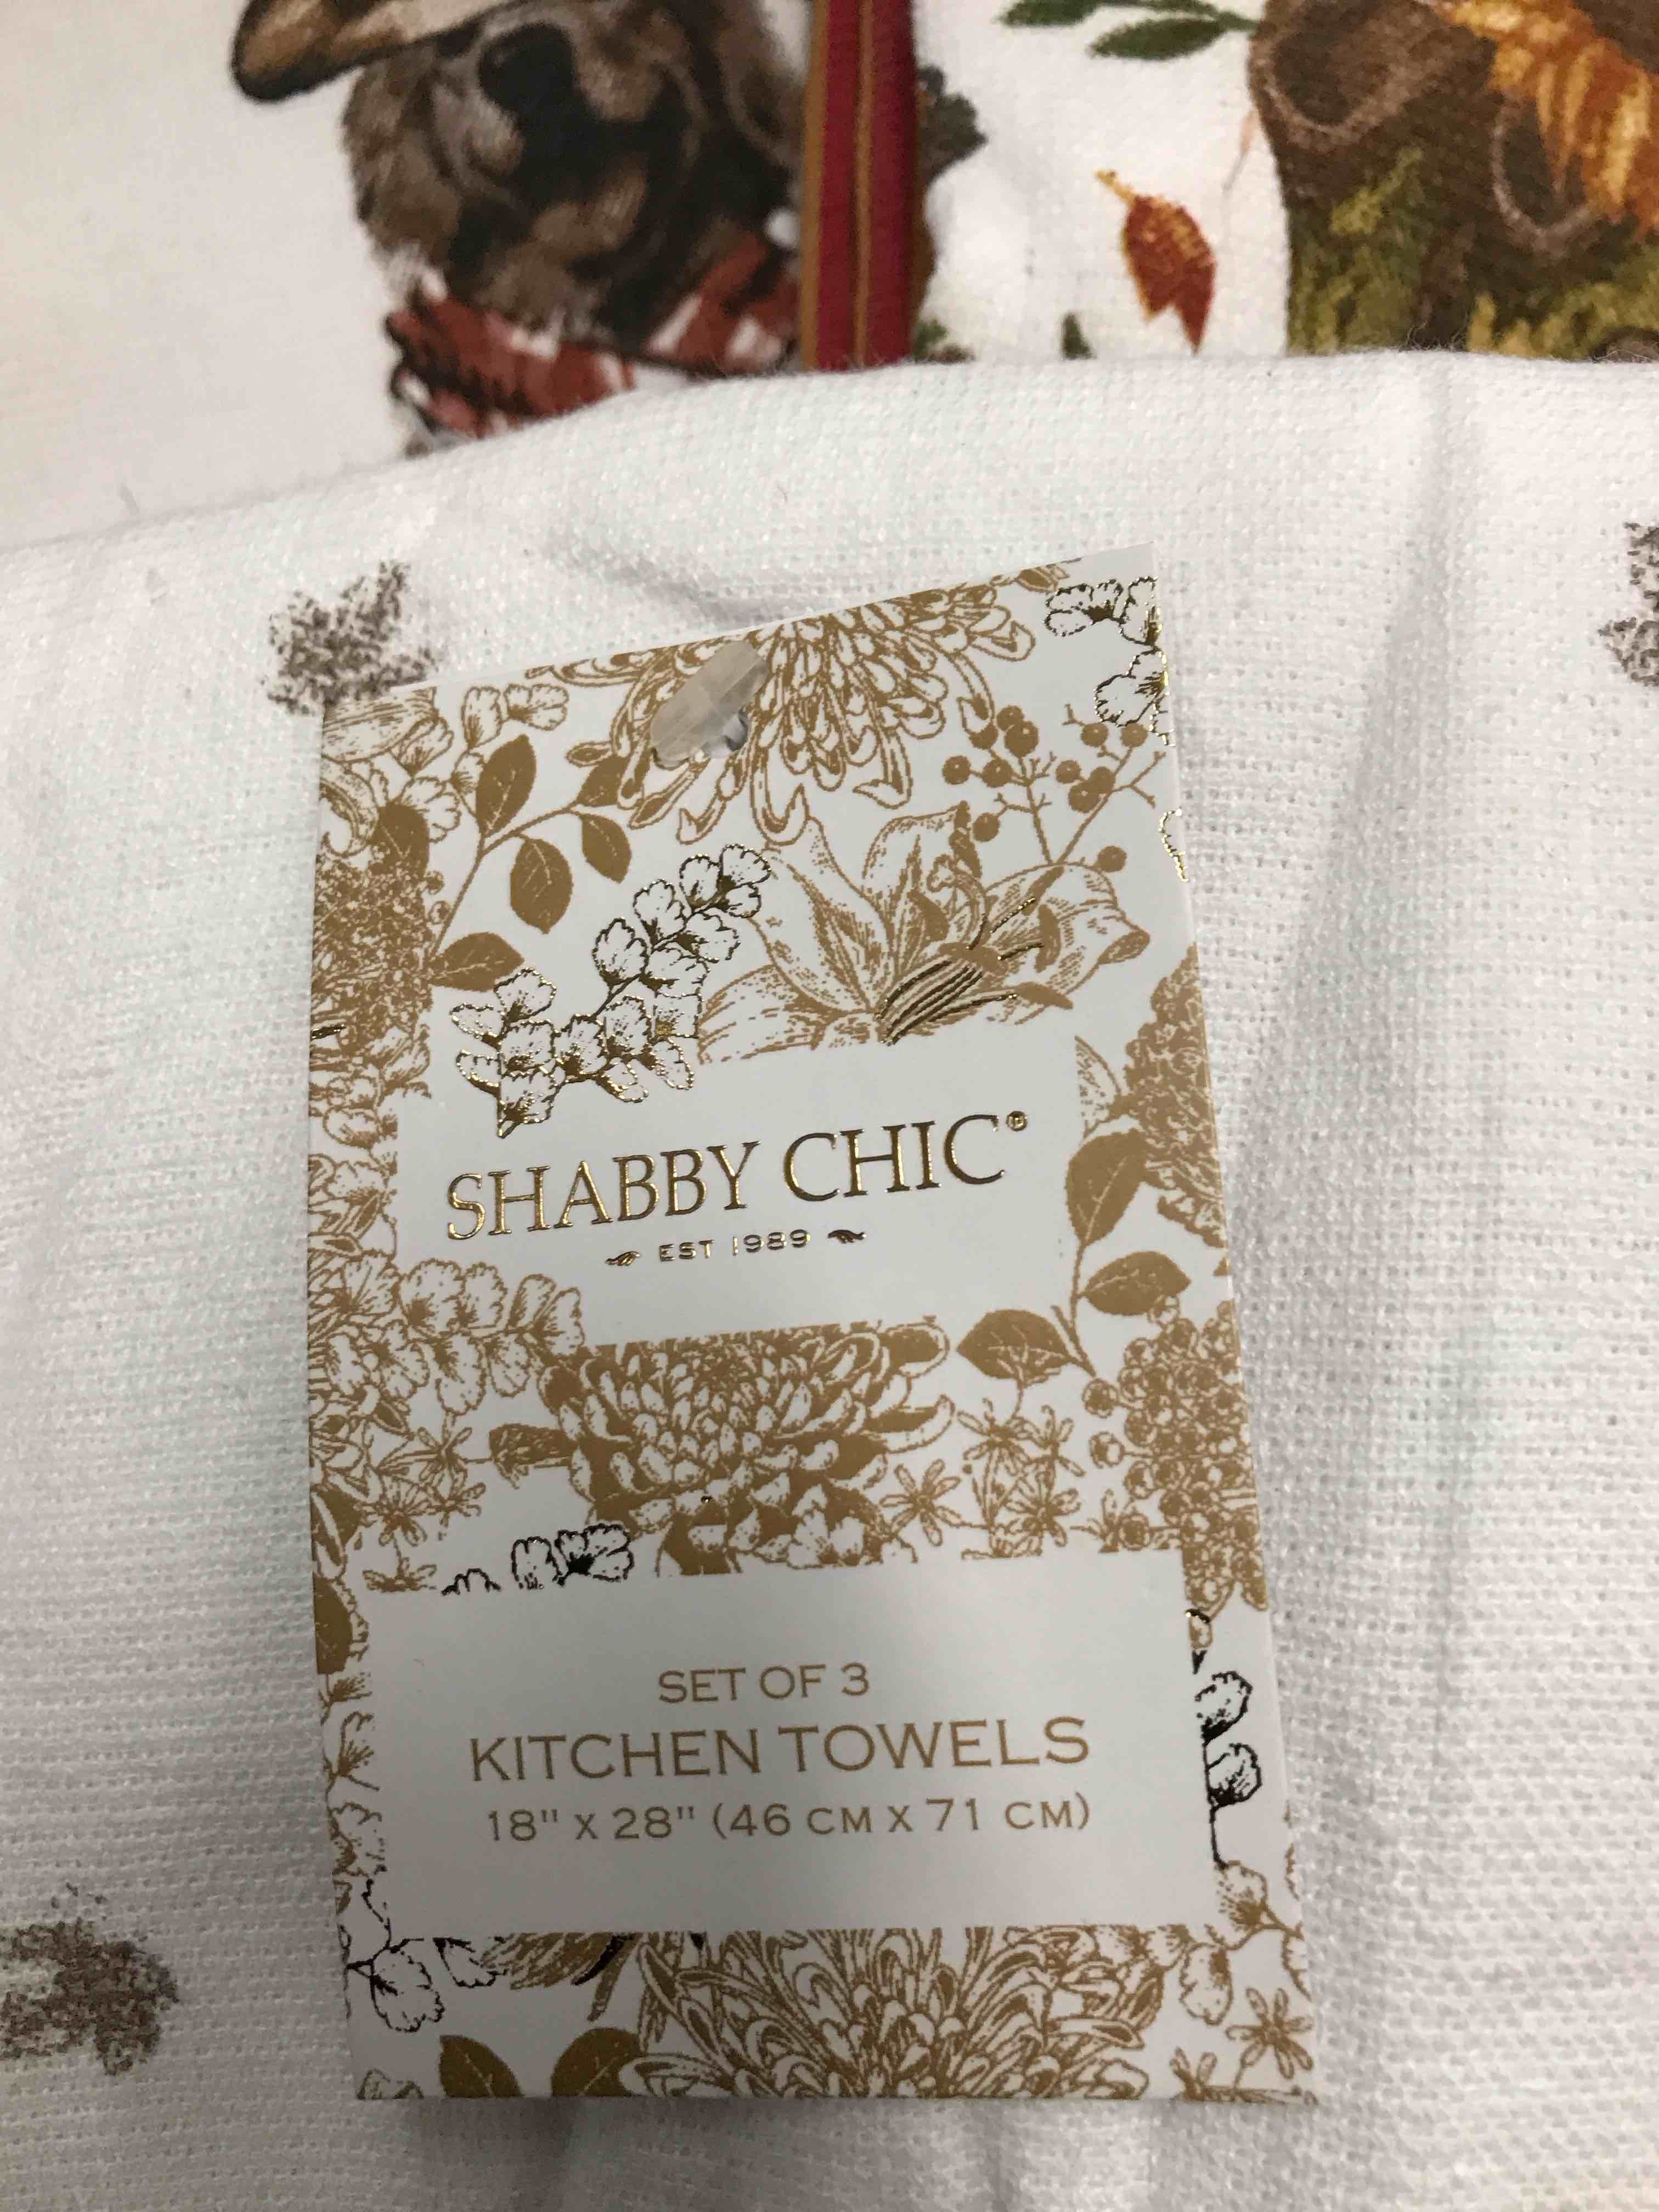 SHABBY CHIC®
EST 1989
SET OF 3
KITCHEN TOWELS
18" X 28" (46 CM X 71 CM)